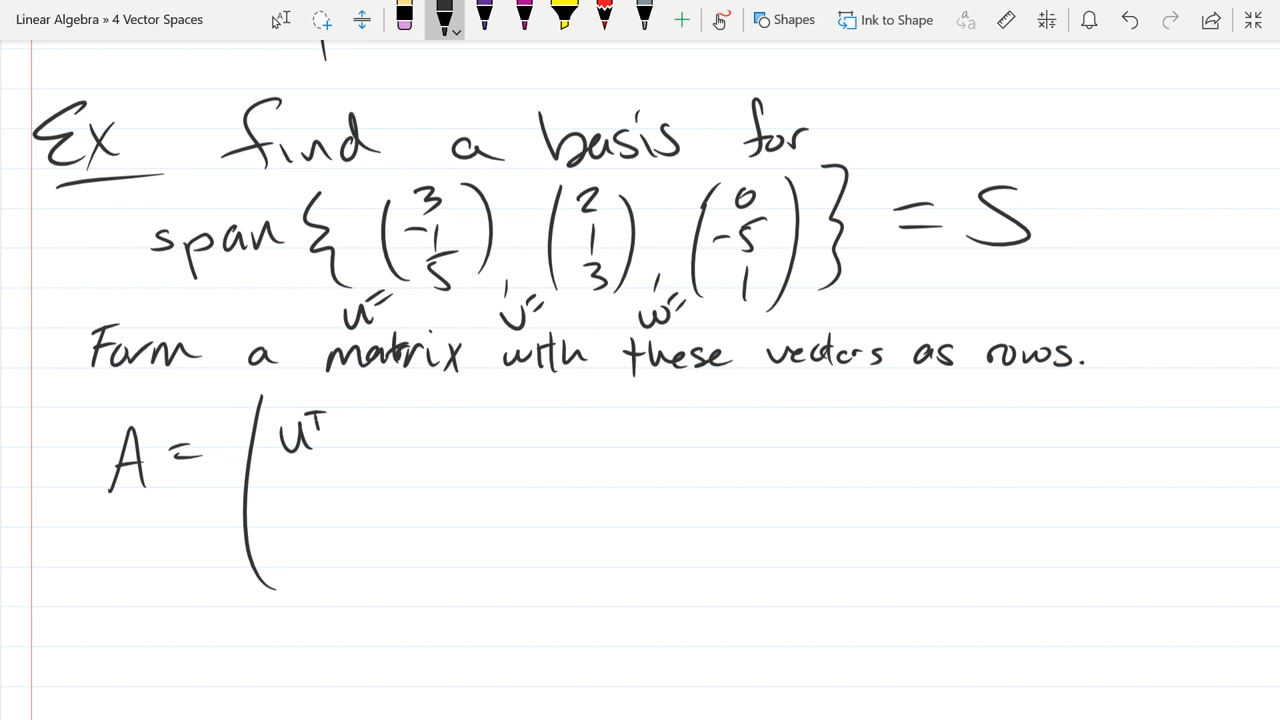 Linear Algebra » 4 Vector Spaces
Shapes
Ink to Shape
Ex find a basis for
span { (3 -1 5), (2 1 3), (0 -5 1) } = S
u= v= w=
Form a matrix with these vectors as rows.
A = ( uᵀ